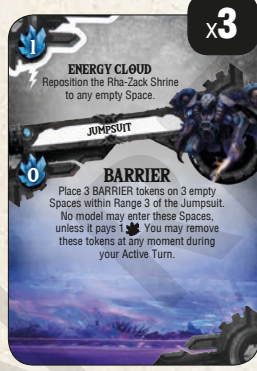 x3
1
ENERGY CLOUD
Reposition the Rha-Zack Shrine
to any empty Space.
JUMPSUIT
0
BARRIER
Place 3 BARRIER tokens on 3 empty
Spaces within Range 3 of the Jumpsuit.
No model may enter these Spaces,
unless it pays 1 . You may remove
these tokens at any moment during
your Active Turn.